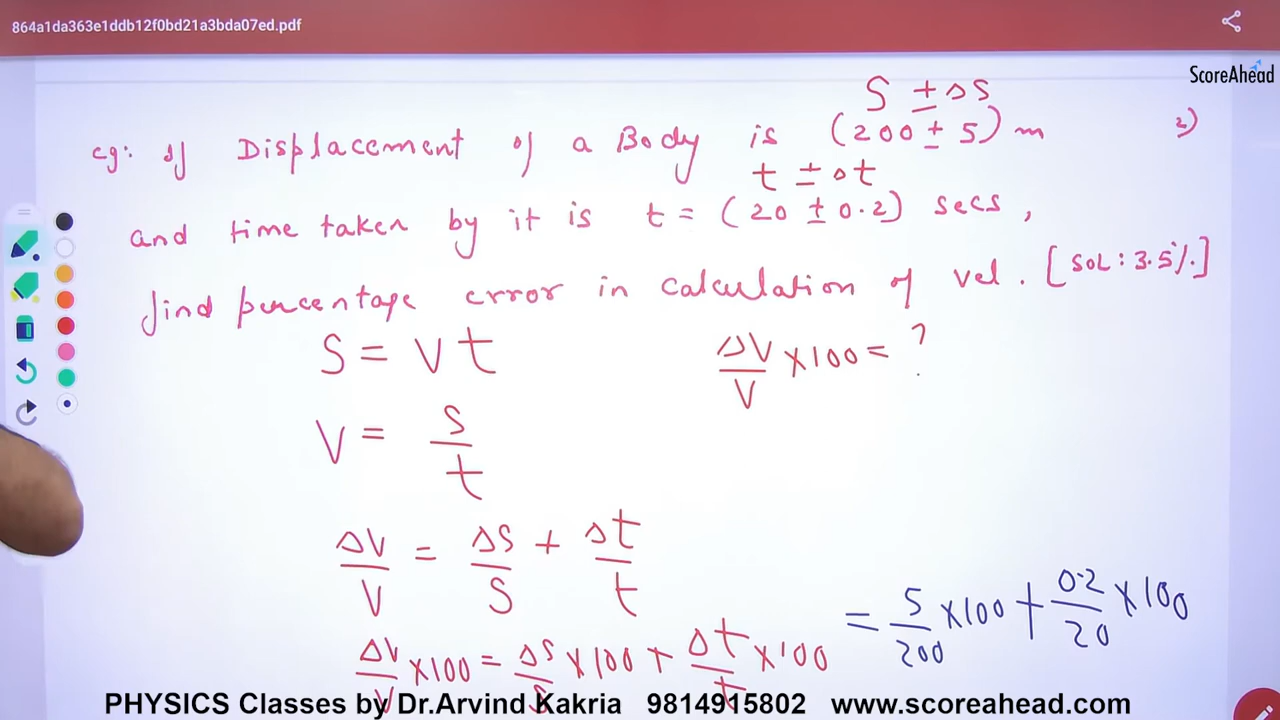 864a1da363e1ddb12f0bd21a3bda07ed.pdf
ScoreAhead
S ± ΔS
eg: If Displacement of a Body is (200 ± 5) m
2)
t ± Δt
and time taken by it is t = (20 ± 0.2) secs,
find percentage error in calculation of vel. [SOL: 3.5%.]
S = V t
ΔV/V × 100 = ?
V = S/t
ΔV/V = ΔS/S + Δt/t
ΔV/V × 100 = ΔS/S × 100 + Δt/t × 100
= 5/200 × 100 + 0.2/20 × 100
PHYSICS Classes by Dr.Arvind Kakria 9814915802 www.scoreahead.com